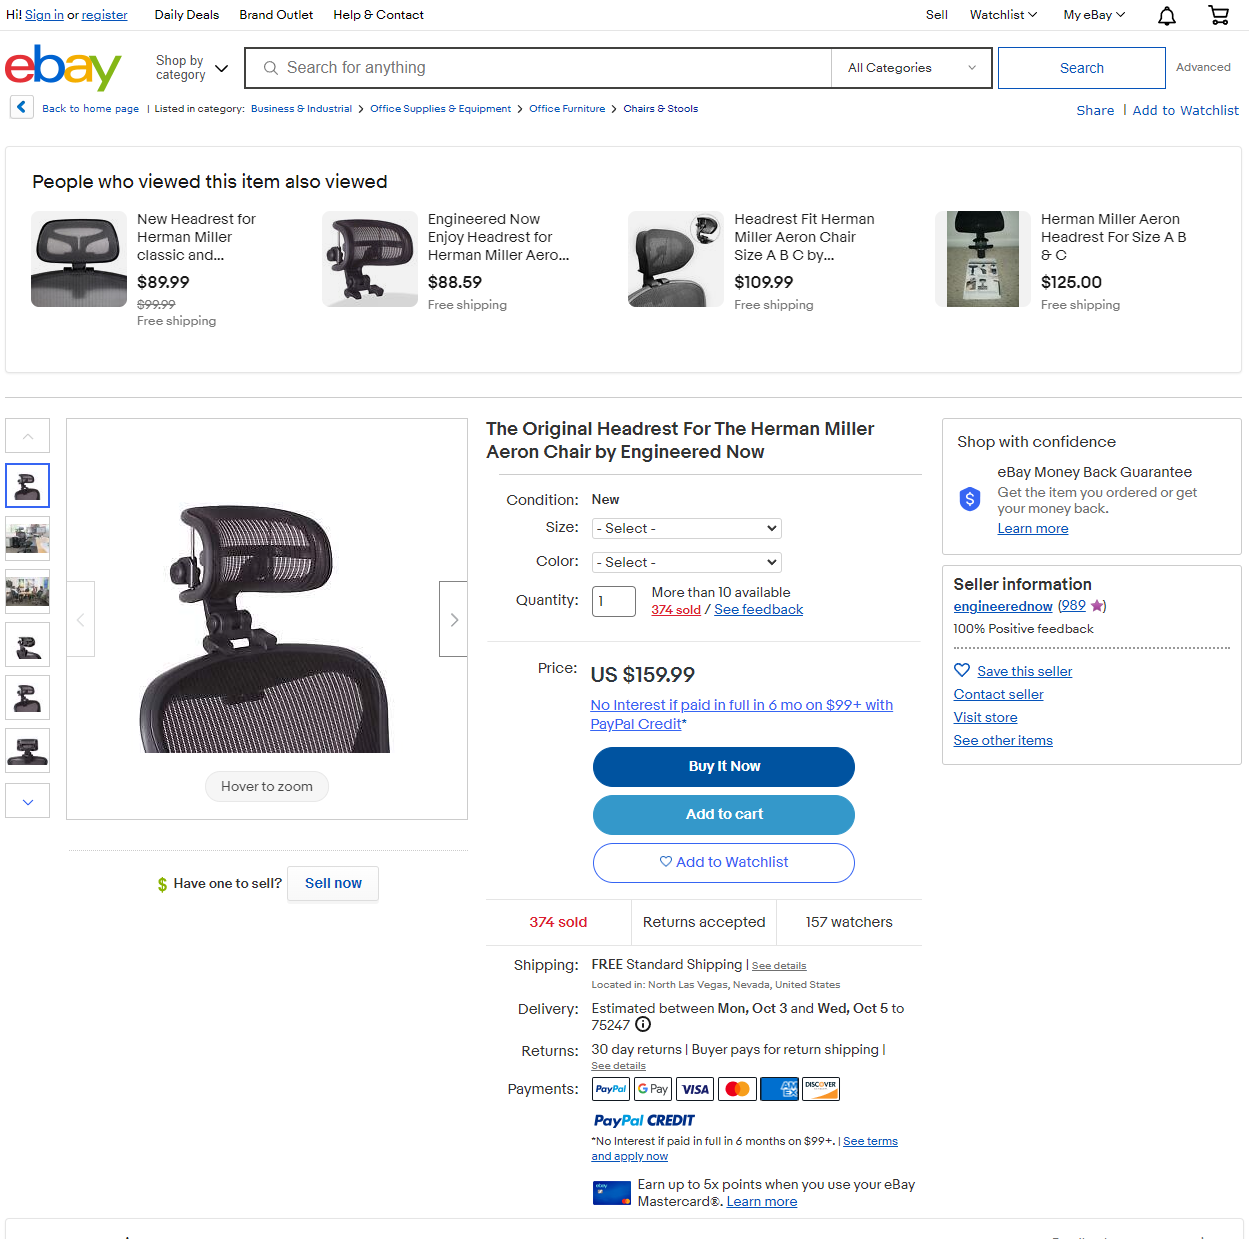 Hi! Sign in or register
Daily Deals
Brand Outlet
Help & Contact
Sell
Watchlist
My eBay
ebay
Shop by
category
Search for anything
All Categories
Search
Advanced
Back to home page | Listed in category: Business & Industrial > Office Supplies & Equipment > Office Furniture > Chairs & Stools
Share | Add to Watchlist
People who viewed this item also viewed
New Headrest for
Herman Miller
classic and...
$89.99
$99.99
Free shipping
Engineered Now
Enjoy Headrest for
Herman Miller Aero...
$88.59
Free shipping
Headrest Fit Herman
Miller Aeron Chair
Size A B C by...
$109.99
Free shipping
Herman Miller Aeron
Headrest For Size A B
& C
$125.00
Free shipping
Hover to zoom
$ Have one to sell?
Sell now
The Original Headrest For The Herman Miller
Aeron Chair by Engineered Now
Condition: New
Size: - Select -
Color: - Select -
Quantity: 1
More than 10 available
374 sold / See feedback
Price: US $159.99
No Interest if paid in full in 6 mo on $99+ with
PayPal Credit*
Buy It Now
Add to cart
Add to Watchlist
374 sold
Returns accepted
157 watchers
Shipping: FREE Standard Shipping | See details
Located in: North Las Vegas, Nevada, United States
Delivery: Estimated between Mon, Oct 3 and Wed, Oct 5 to
75247
Returns: 30 day returns | Buyer pays for return shipping |
See details
Payments: PayPal G Pay VISA AMEX DISCOVER
PayPal CREDIT
*No Interest if paid in full in 6 months on $99+. | See terms
and apply now
ebay
Earn up to 5x points when you use your eBay
Mastercard®. Learn more
Shop with confidence
eBay Money Back Guarantee
Get the item you ordered or get
your money back.
Learn more
Seller information
engineerednow (989)
100% Positive feedback
Save this seller
Contact seller
Visit store
See other items